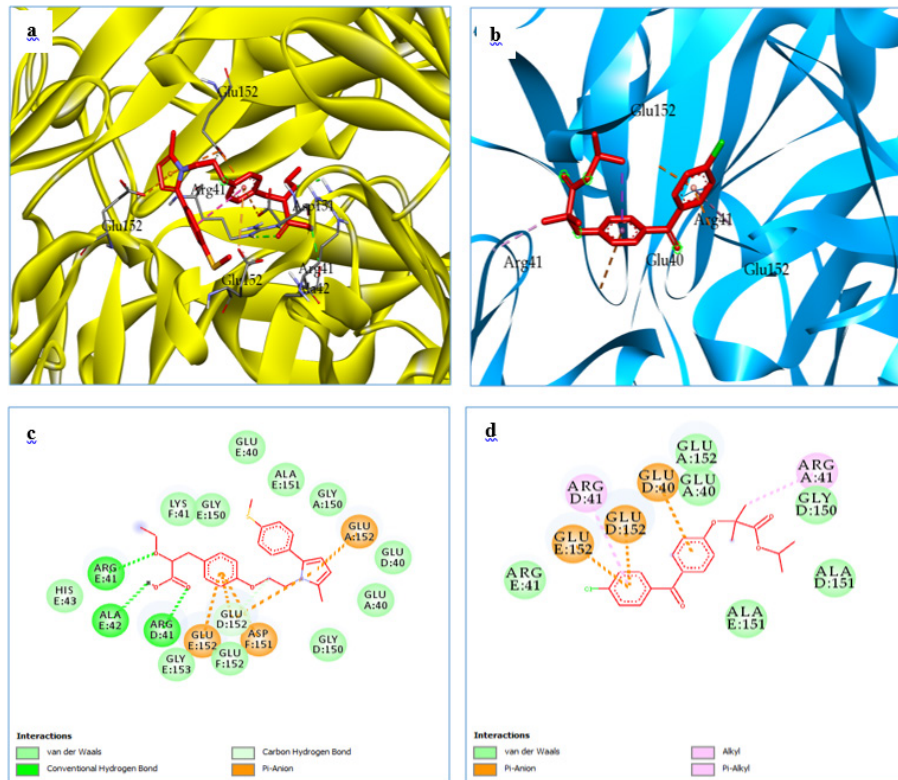 a
Glu152
Arg41
Asp151
Glu152
Glu152
Arg41
b
Glu152
Arg41
Arg41
Glu40
Glu152
c
GLU
E:40
ALA
E:151
LYS
F:41
GLY
E:150
GLY
A:150
GLU
A:152
GLU
D:40
ARG
E:41
HIS
E:43
GLU
A:40
ALA
E:42
ARG
D:41
GLU
D:152
GLU
E:152
ASP
F:151
GLY
D:150
GLY
E:153
GLU
F:152
Interactions
van der Waals
Conventional Hydrogen Bond
Carbon Hydrogen Bond
Pi-Anion
d
GLU
A:152
ARG
A:41
GLU
D:40
GLU
A:40
ARG
D:41
GLY
D:150
GLU
D:152
GLU
E:152
O
O
O
ARG
E:41
ALA
D:151
Cl
O
ALA
E:151
Interactions
van der Waals
Pi-Anion
Alkyl
Pi-Alkyl